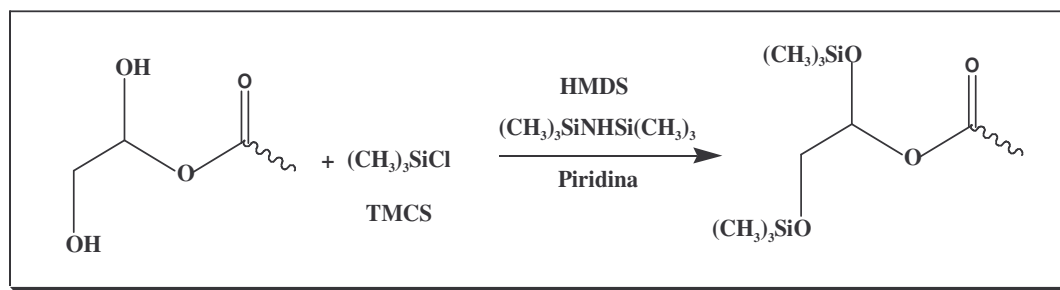 OH
O
O
OH
+ (CH3)3SiCl
TMCS
HMDS
(CH3)3SiNHSi(CH3)3
Piridina
(CH3)3SiO
O
O
(CH3)3SiO